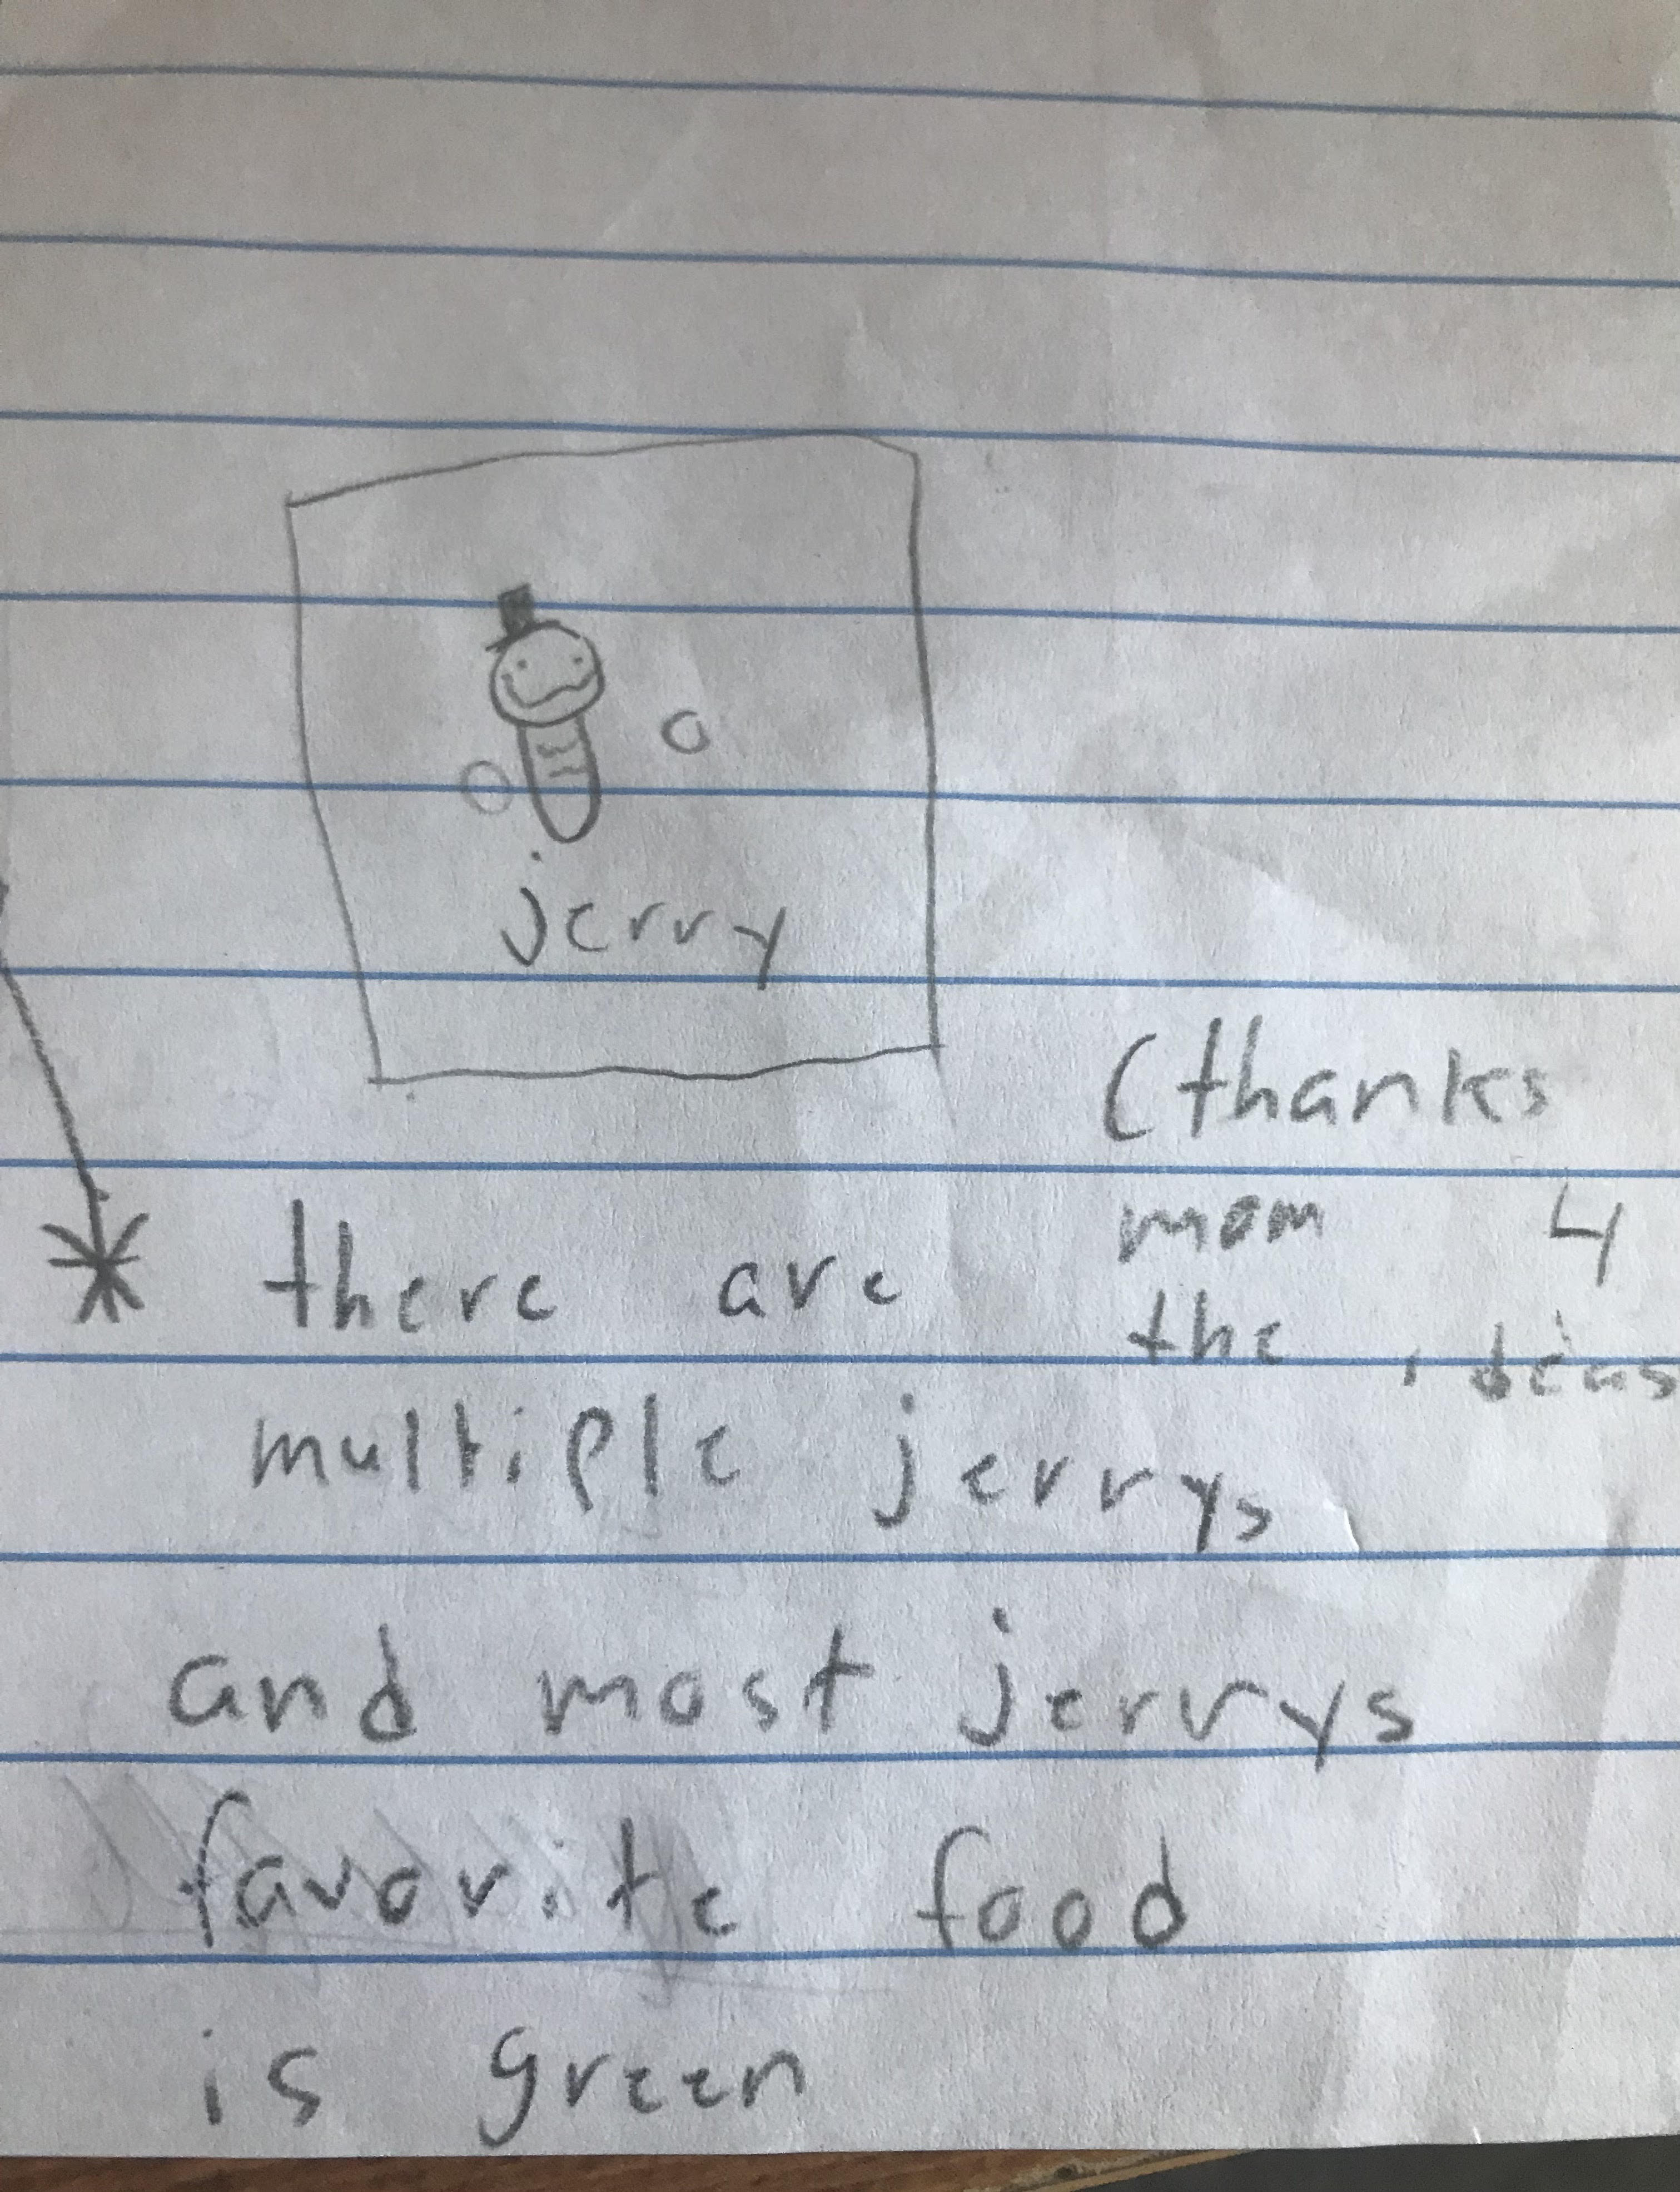 jerry
(thanks
mom 4
the ideas
* there are
multiple jerrys
and most jerrys
favorite food
is green